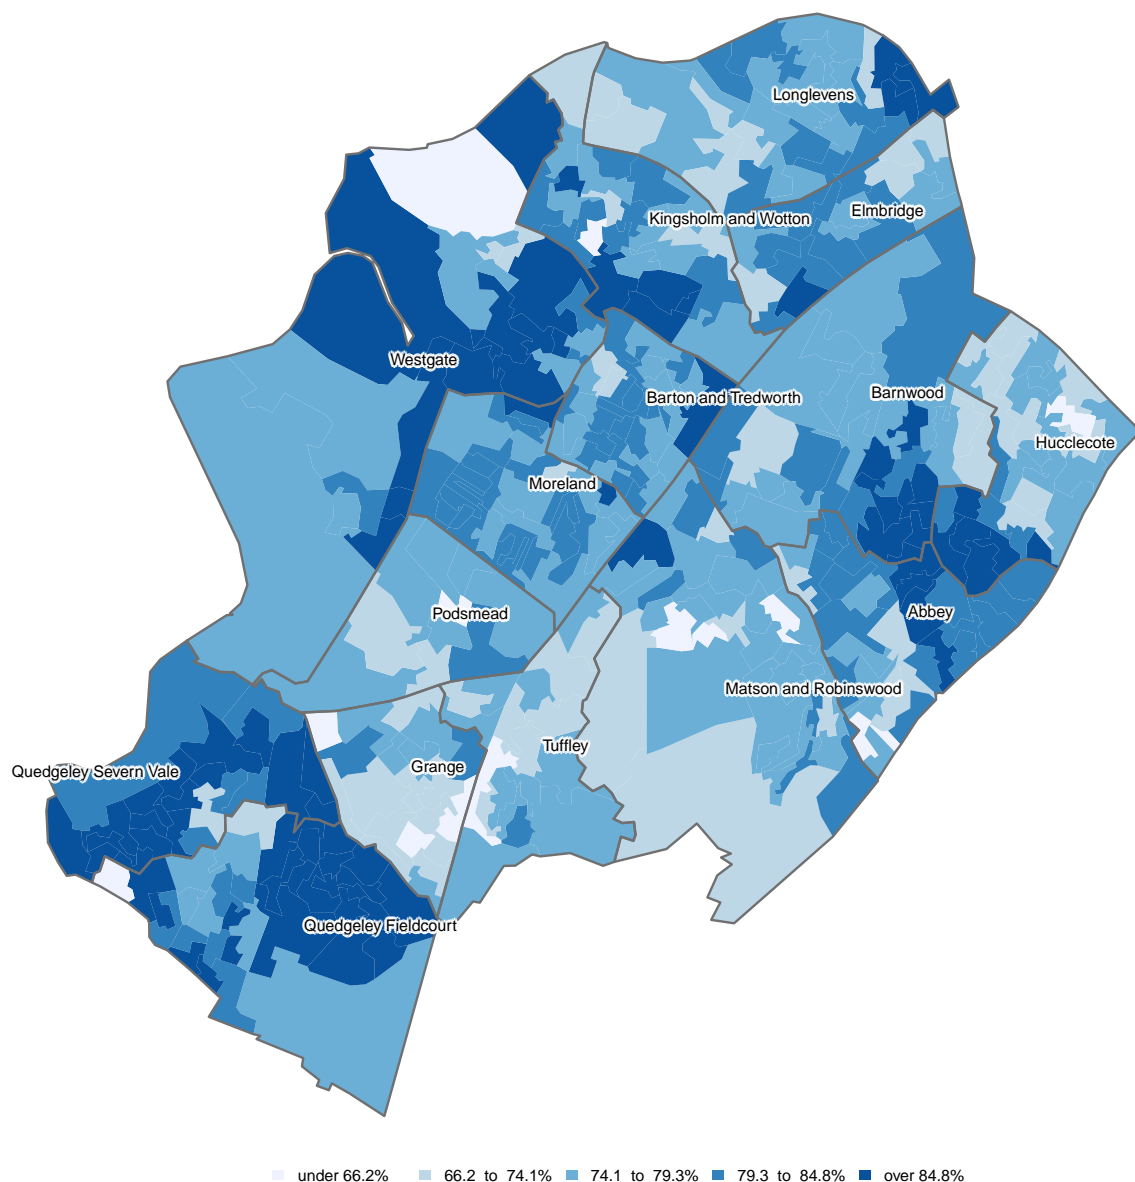 Longlevens
Elmbridge
Kingsholm and Wotton
Westgate
Barnwood
Barton and Tredworth
Hucclecote
Moreland
Abbey
Podsmead
Matson and Robinswood
Tuffley
Grange
Quedgeley Severn Vale
Quedgeley Fieldcourt
under 66.2% 66.2 to 74.1% 74.1 to 79.3% 79.3 to 84.8% over 84.8%